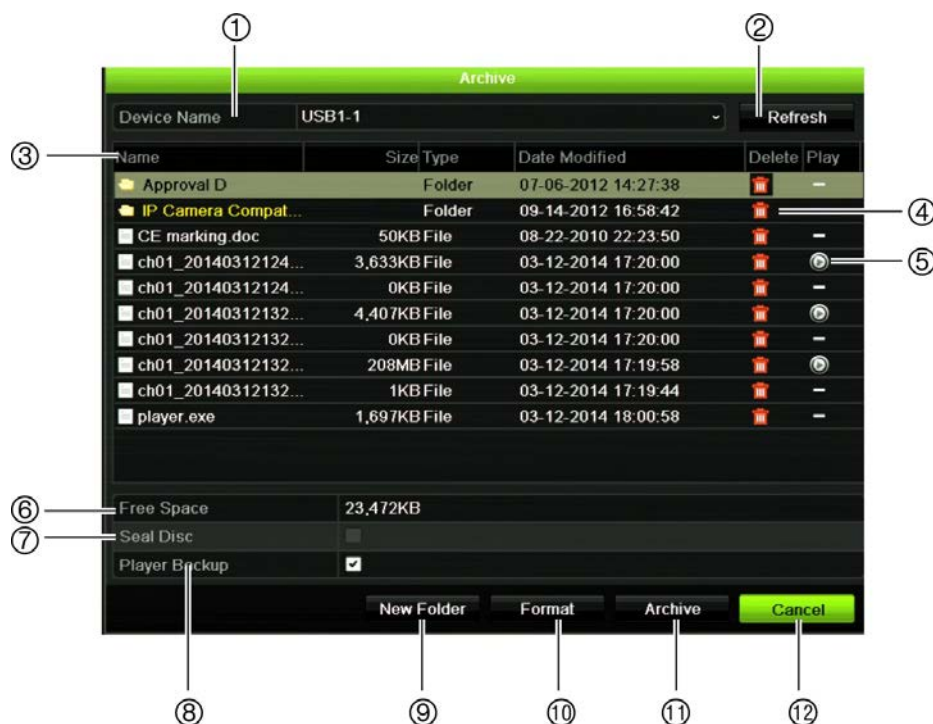 ① ②
Archive
Device Name USB1-1 Refresh
③ Name Size Type Date Modified Delete Play
Approval D Folder 07-06-2012 14:27:38 –
IP Camera Compat... Folder 09-14-2012 16:58:42 ④
CE marking.doc 50KB File 08-22-2010 22:23:50 –
ch01_20140312124... 3,633KB File 03-12-2014 17:20:00 ⑤
ch01_20140312124... 0KB File 03-12-2014 17:20:00 –
ch01_20140312132... 4,407KB File 03-12-2014 17:20:00
ch01_20140312132... 0KB File 03-12-2014 17:20:00 –
ch01_20140312132... 208MB File 03-12-2014 17:19:58
ch01_20140312132... 1KB File 03-12-2014 17:19:44 –
player.exe 1,697KB File 03-12-2014 18:00:58 –
⑥ Free Space 23,472KB
⑦ Seal Disc
Player Backup
New Folder Format Archive Cancel
⑧ ⑨ ⑩ ⑪ ⑫